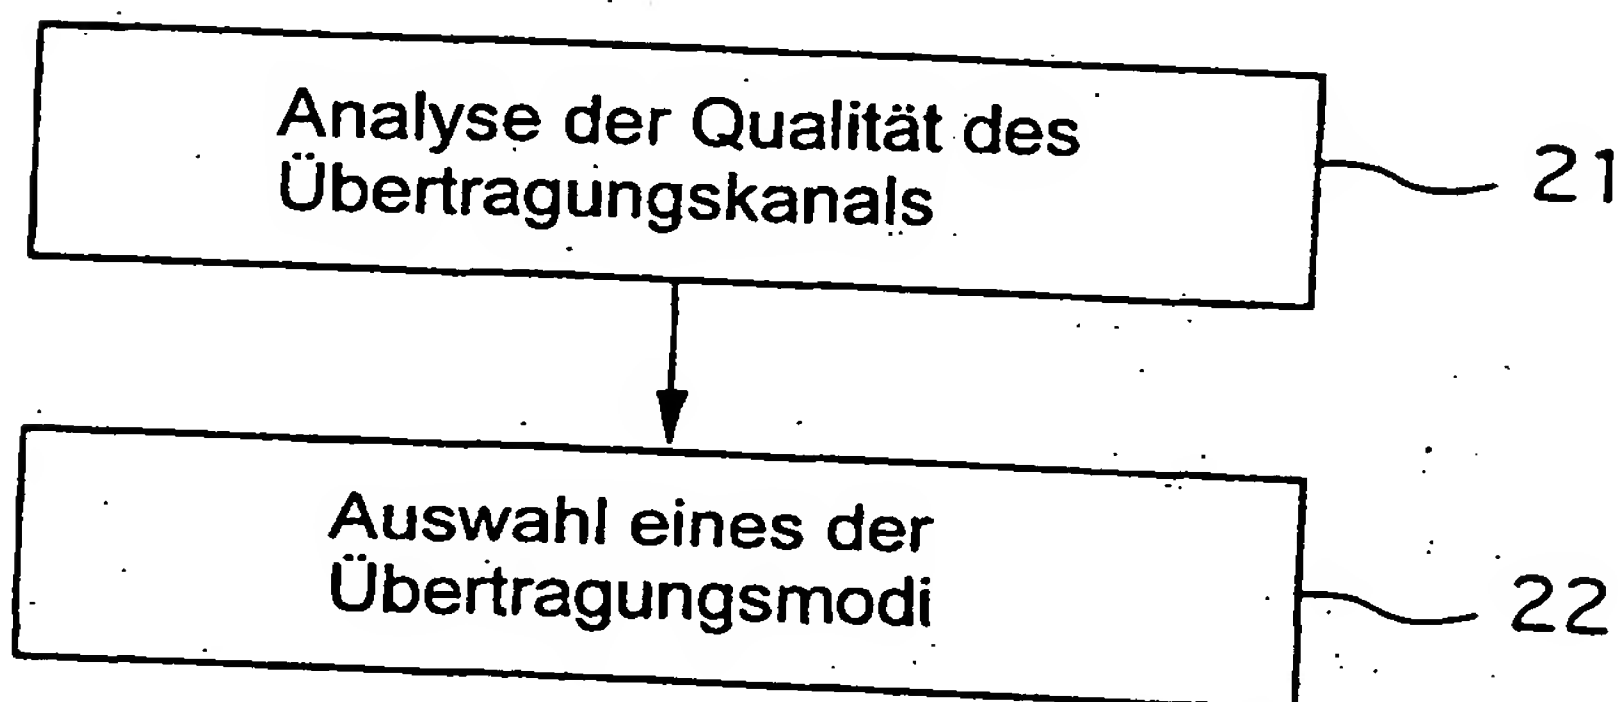 Analyse der Qualität des
Übertragungskanals
21
Auswahl eines der
Übertragungsmodi
22